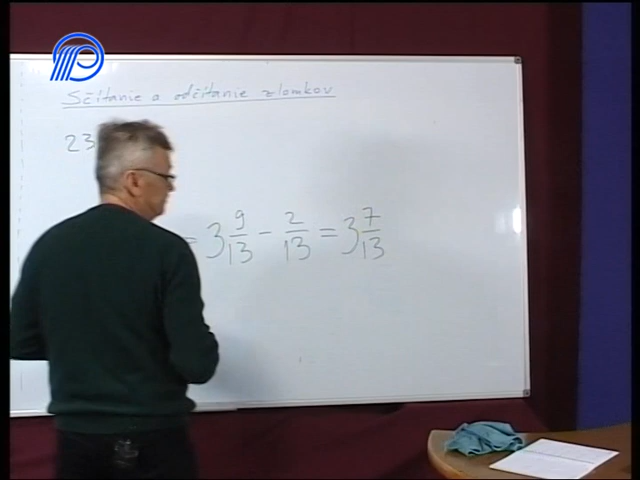 Sčítanie a odčítanie zlomkov
23
= 3 9/13 - 2/13 = 3 7/13